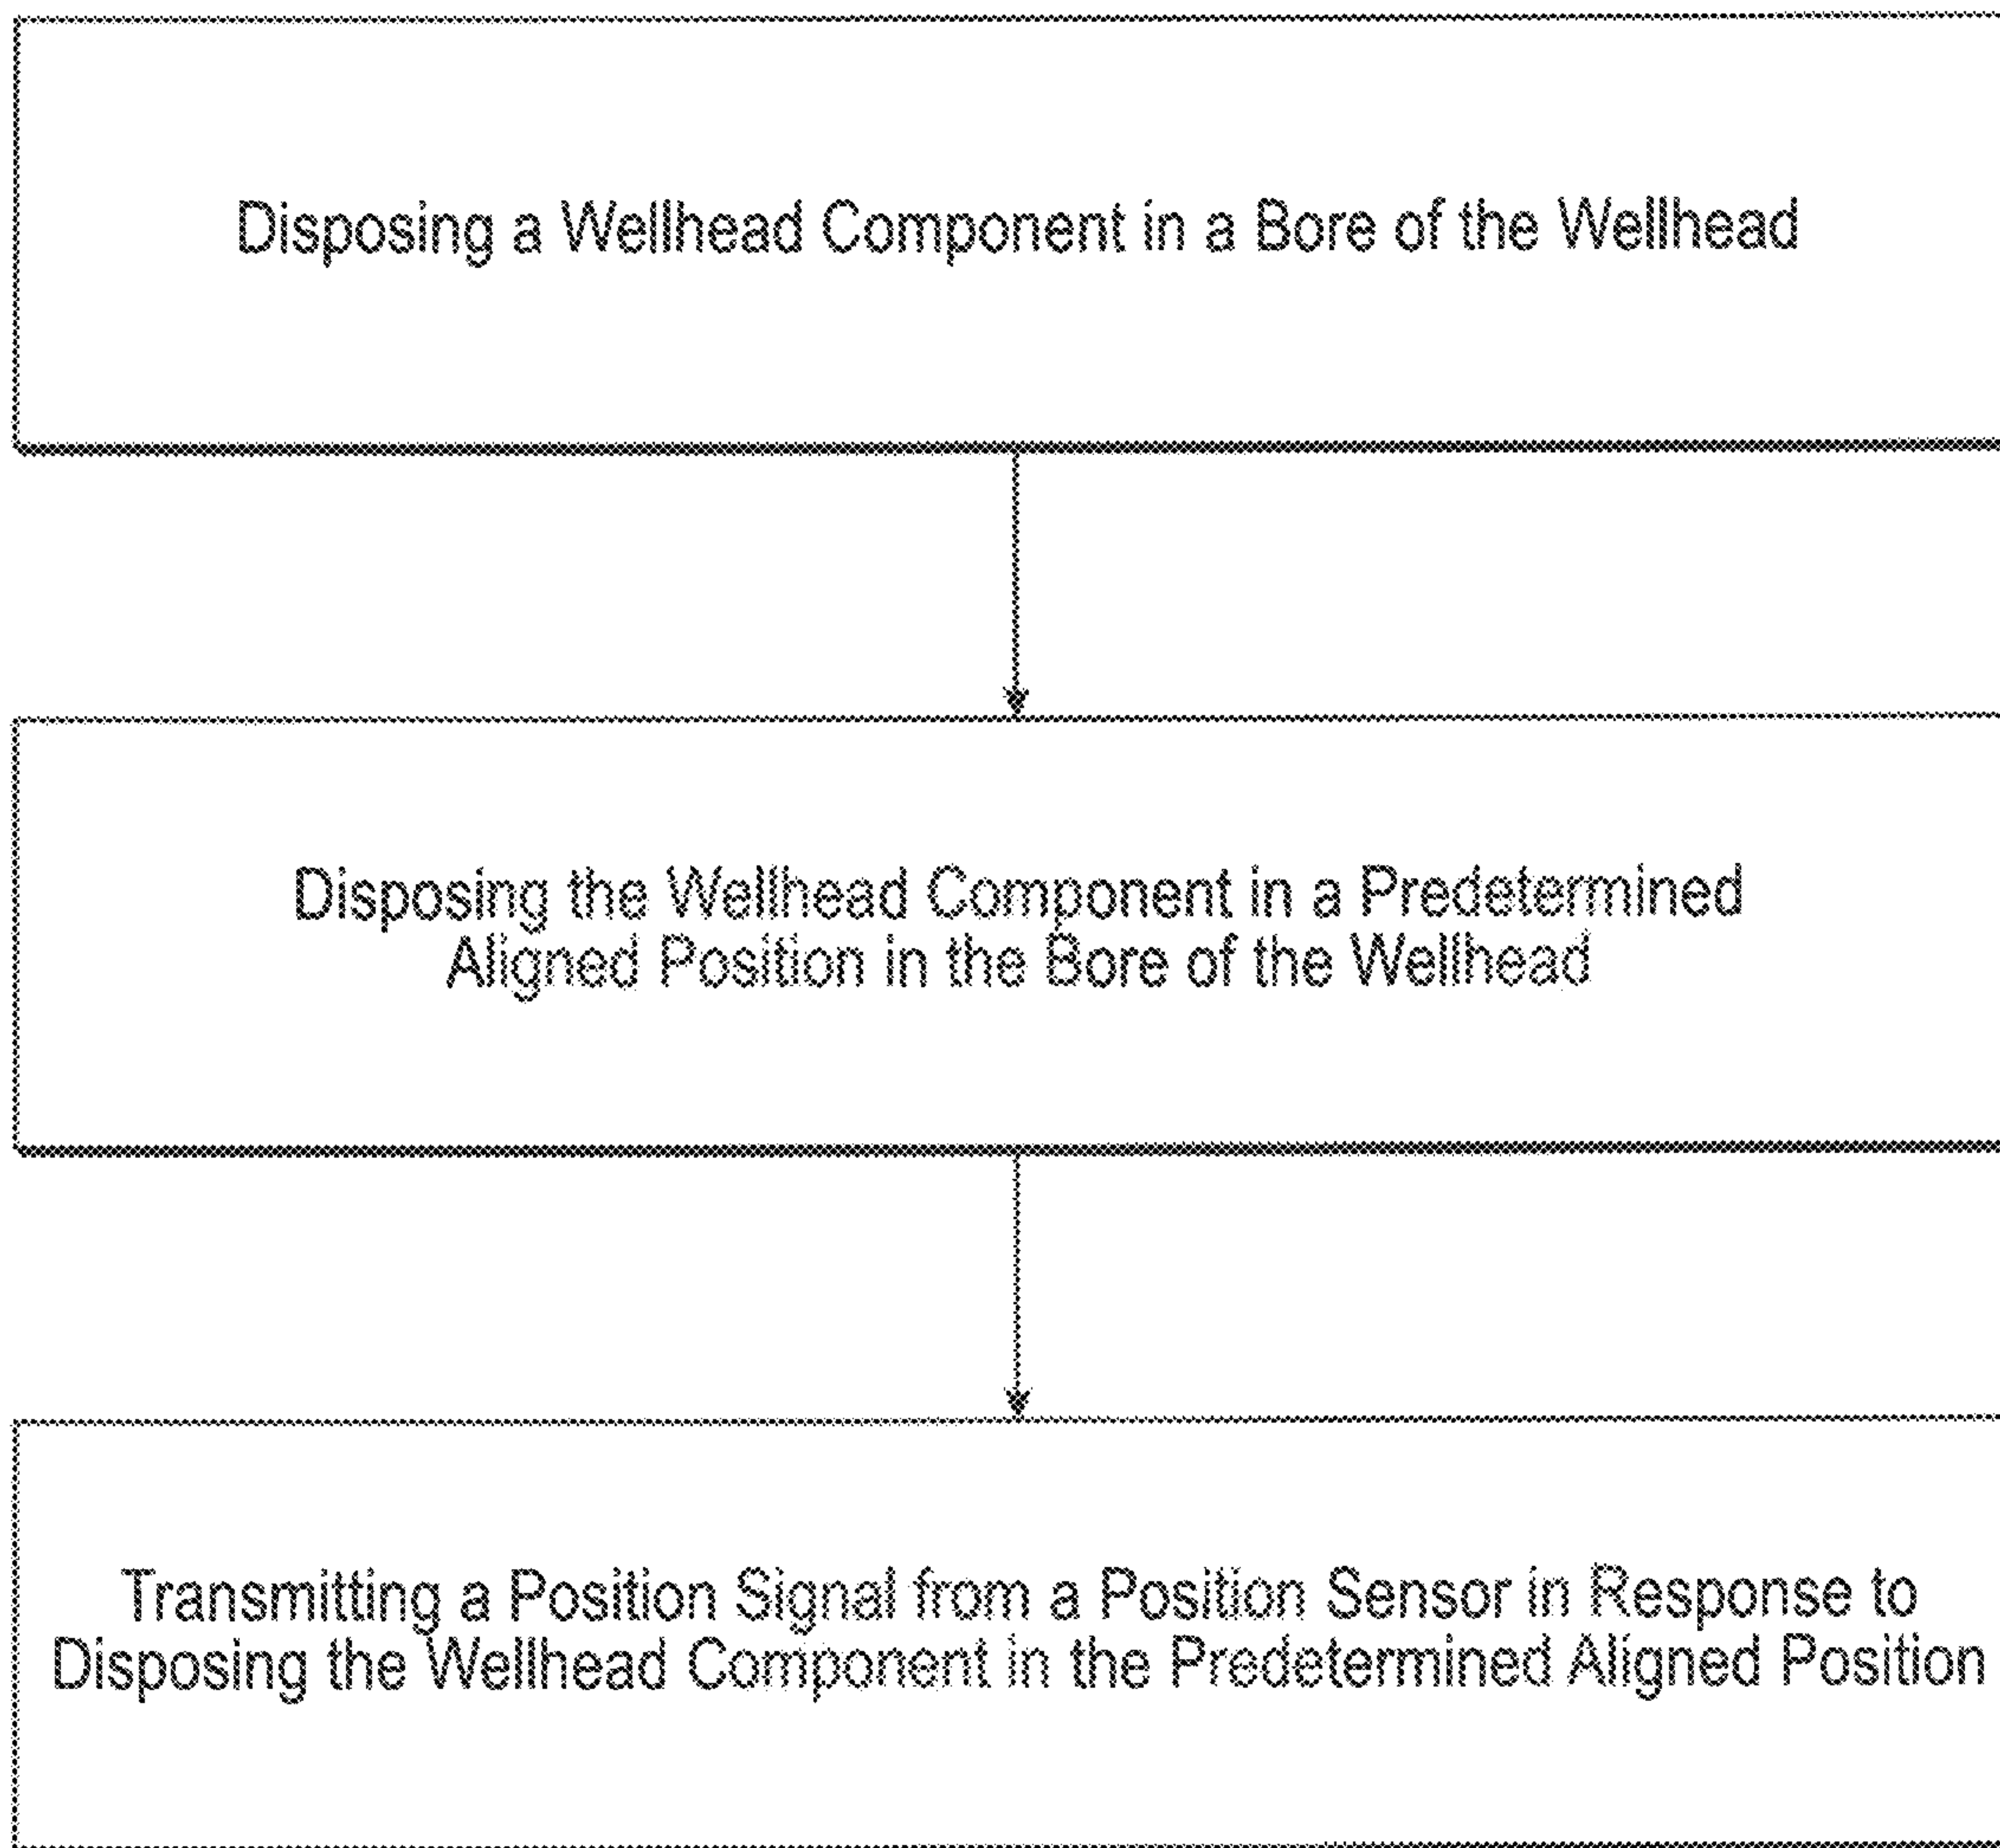 Disposing a Wellhead Component in a Bore of the Wellhead
Disposing the Wellhead Component in a Predetermined
Aligned Position in the Bore of the Wellhead
Transmitting a Position Signal from a Position Sensor in Response to
Disposing the Wellhead Component in the Predetermined Aligned Position